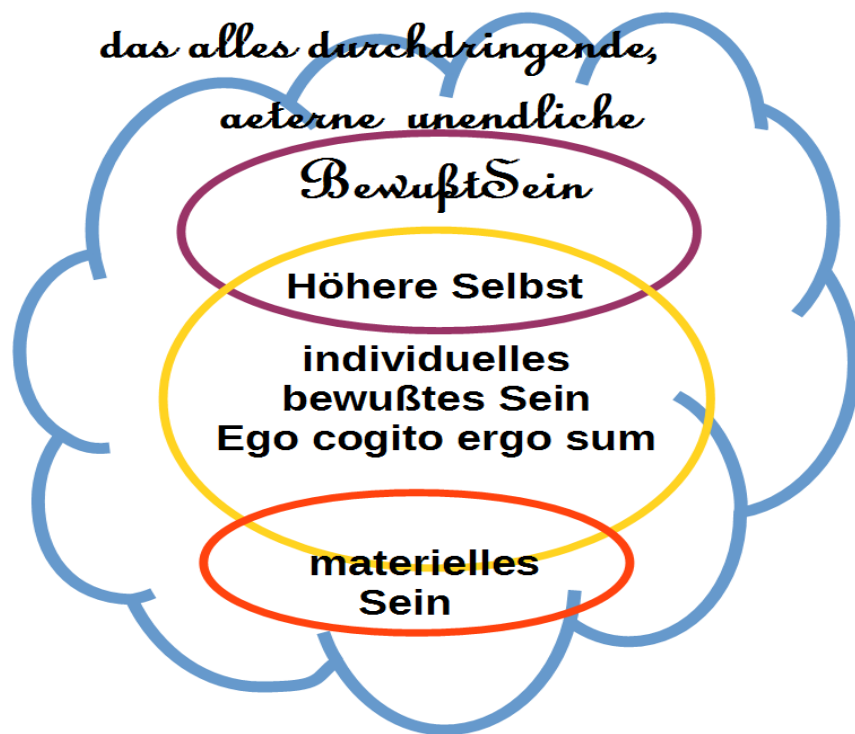 das alles durchdringende,
aeterne unendliche
BewußtSein
Höhere Selbst
individuelles
bewußtes Sein
Ego cogito ergo sum
materielles
Sein